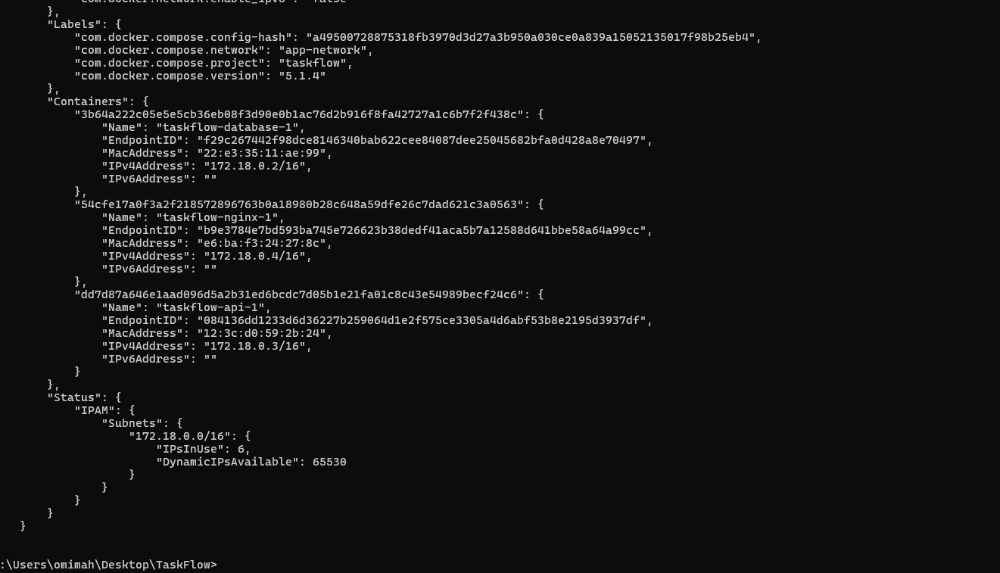 "com.docker.network.enable_ipv6": "false"
},
"Labels": {
"com.docker.compose.config-hash": "a49500728875318fb3970d3d27a3b950a030ce0a839a15052135017f98b25eb4",
"com.docker.compose.network": "app-network",
"com.docker.compose.project": "taskflow",
"com.docker.compose.version": "5.1.4"
},
"Containers": {
"3b64a222c05e5e5cb36eb08f3d90e0b1ac76d2b916f8fa42727a1c6b7f2f438c": {
"Name": "taskflow-database-1",
"EndpointID": "f29c267442f98dce8146340bab622cee84087dee25045682bfa0d428a8e70497",
"MacAddress": "22:e3:35:11:ae:99",
"IPv4Address": "172.18.0.2/16",
"IPv6Address": ""
},
"54cfe17a0f3a2f218572896763b0a18980b28c648a59dfe26c7dad621c3a0563": {
"Name": "taskflow-nginx-1",
"EndpointID": "b9e3784e7bd593ba745e726623b38dedf41aca5b7a12588d641bbe58a64a99cc",
"MacAddress": "e6:ba:f3:24:27:8c",
"IPv4Address": "172.18.0.4/16",
"IPv6Address": ""
},
"dd7d87a646e1aad096d5a2b31ed6bcdc7d05b1e21fa01c8c43e54989becf24c6": {
"Name": "taskflow-api-1",
"EndpointID": "084136dd1233d6d36227b259064d1e2f575ce3305a4d6abf53b8e2195d3937df",
"MacAddress": "12:3c:d0:59:2b:24",
"IPv4Address": "172.18.0.3/16",
"IPv6Address": ""
}
},
"Status": {
"IPAM": {
"Subnets": {
"172.18.0.0/16": {
"IPsInUse": 6,
"DynamicIPsAvailable": 65530
}
}
}
}
}
:\Users\omimah\Desktop\TaskFlow>